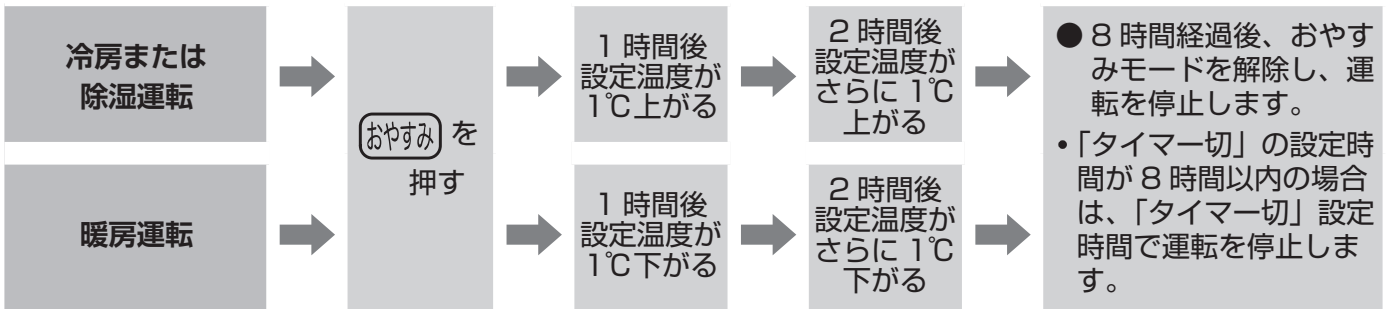 冷房または
除湿運転
おやすみ を
押す
1 時間後
設定温度が
1℃上がる
2 時間後
設定温度が
さらに 1℃
上がる
暖房運転
1 時間後
設定温度が
1℃下がる
2 時間後
設定温度が
さらに 1℃
下がる
● 8 時間経過後、おやす
みモードを解除し、運
転を停止します。
•「タイマー切」の設定時
間が 8 時間以内の場合
は、「タイマー切」設定
時間で運転を停止しま
す。